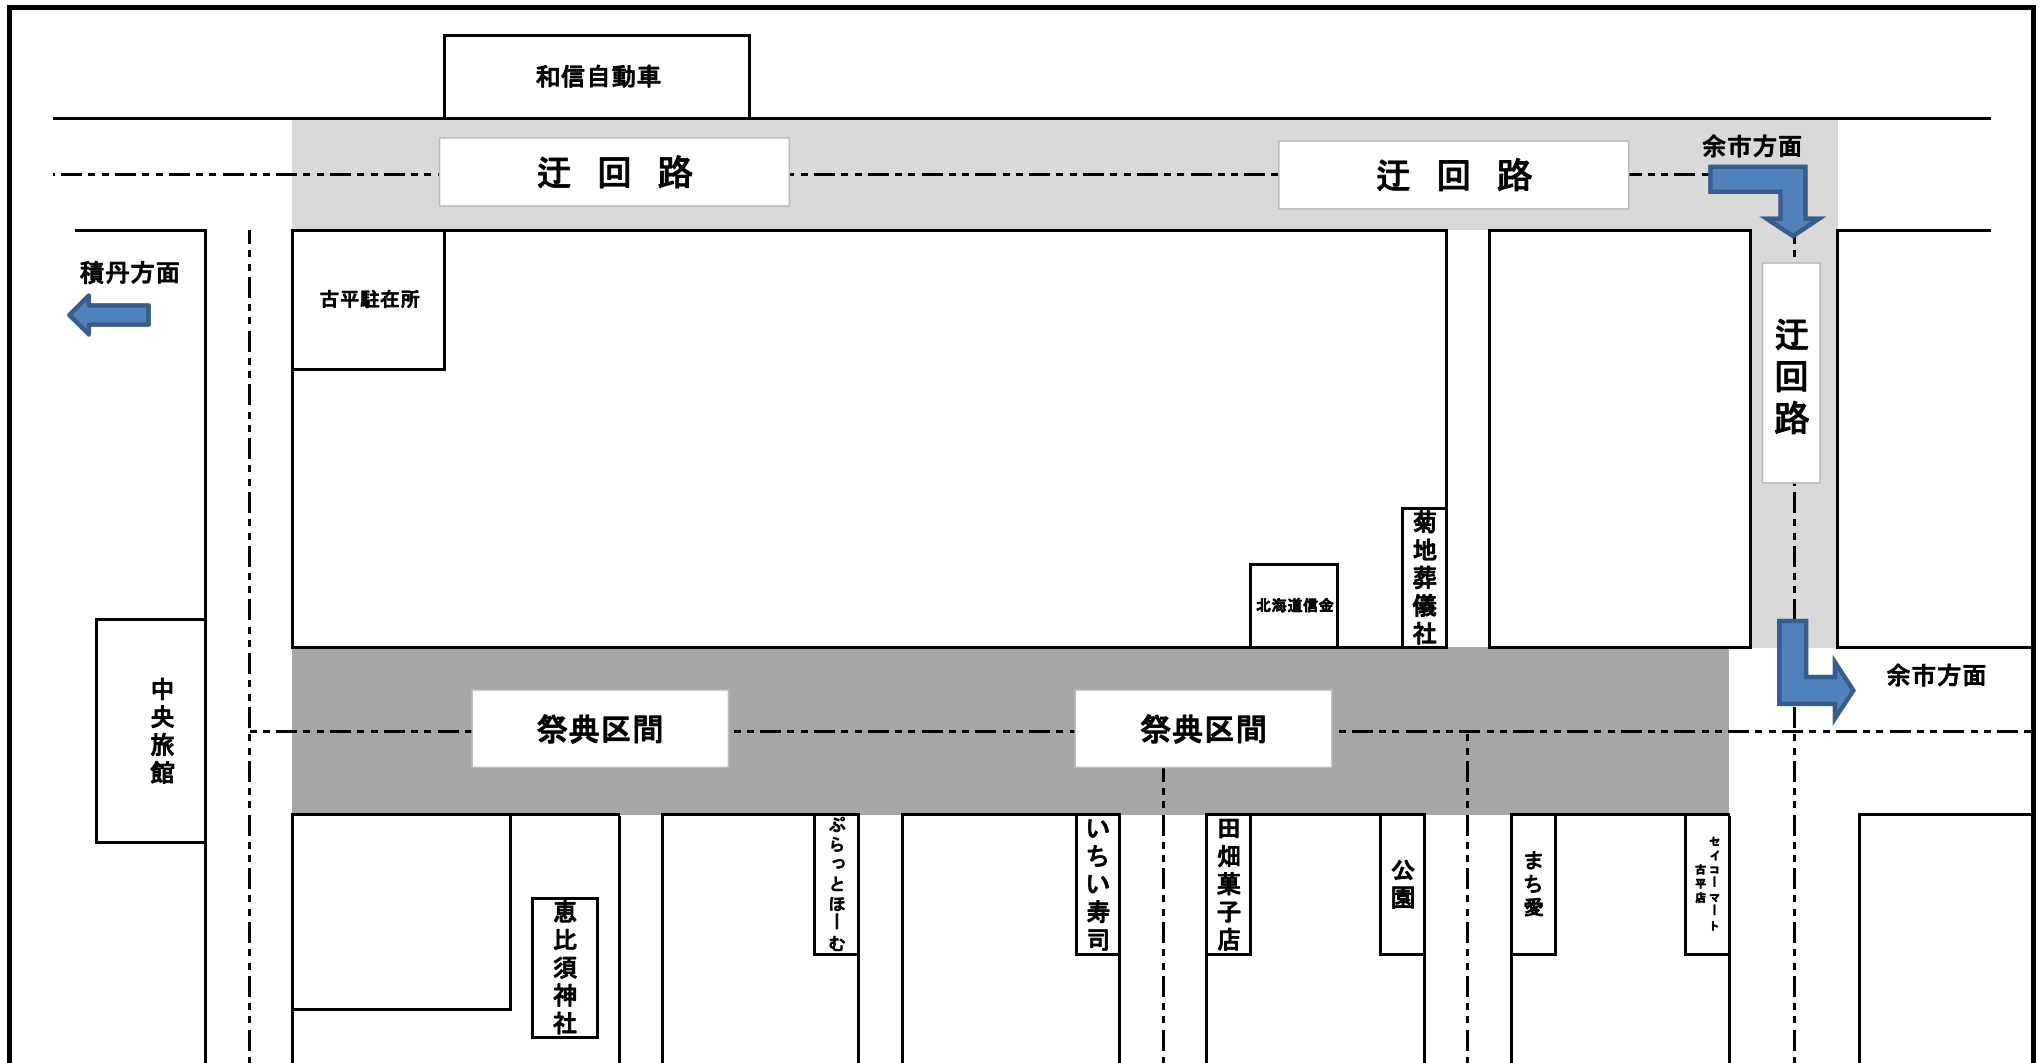 和信自動車
迂回路
迂回路
余市方面
積丹方面
古平駐在所
迂回路
菊地葬儀社
北海道信金
余市方面
中央旅館
祭典区間
祭典区間
恵比須神社
ぷらっとほーむ
いちい寿司
田畑菓子店
公園
まち愛
セイコーマート
古平店